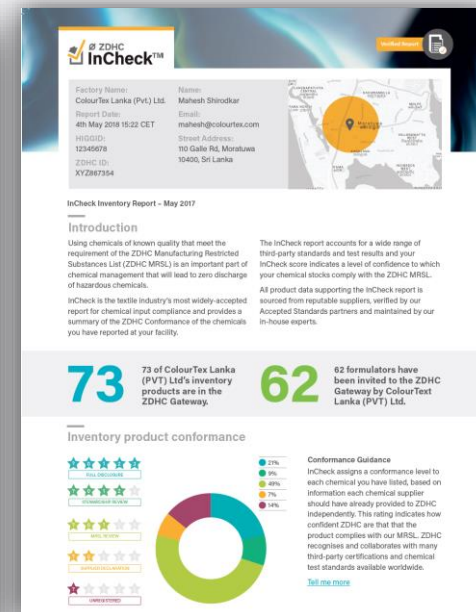 Ø ZDHC
InCheck™
Verified Report
Factory Name:
ColourTex Lanka (Pvt.) Ltd.
Report Date:
4th May 2018 15:22 CET
HIGGID:
12345678
ZDHC ID:
XYZ867354
Name:
Mahesh Shirodkar
Email:
mahesh@colourtex.com
Street Address:
110 Galle Rd, Moratuwa
10400, Sri Lanka
InCheck Inventory Report – May 2017
Introduction
Using chemicals of known quality that meet the
requirement of the ZDHC Manufacturing Restricted
Substances List (ZDHC MRSL) is an important part of
chemical management that will lead to zero discharge
of hazardous chemicals.
InCheck is the textile industry's most widely-accepted
report for chemical input compliance and provides a
summary of the ZDHC Conformance of the chemicals
you have reported at your facility.
The InCheck report accounts for a wide range of
third-party standards and test results and your
InCheck score indicates a level of confidence to which
your chemical stocks comply with the ZDHC MRSL.
All product data supporting the InCheck report is
sourced from reputable suppliers, verified by our
Accepted Standards partners and maintained by our
in-house experts.
73
73 of ColourTex Lanka
(PVT) Ltd's inventory
products are in the
ZDHC Gateway.
62
62 formulators have
been invited to the ZDHC
Gateway by ColourText
Lanka (PVT) Ltd.
Inventory product conformance
FULL DISCLOSURE
STEWARDSHIP REVIEW
MRSL REVIEW
SUPPLIER DECLARATION
UNREGISTERED
21%
9%
49%
7%
14%
Conformance Guidance
InCheck assigns a conformance level to
each chemical you have listed, based on
information each chemical supplier
should have already provided to ZDHC
independently. This rating indicates how
confident ZDHC are that that the
product complies with our MRSL. ZDHC
recognises and collaborates with many
third-party certifications and chemical
test standards available worldwide.
Tell me more